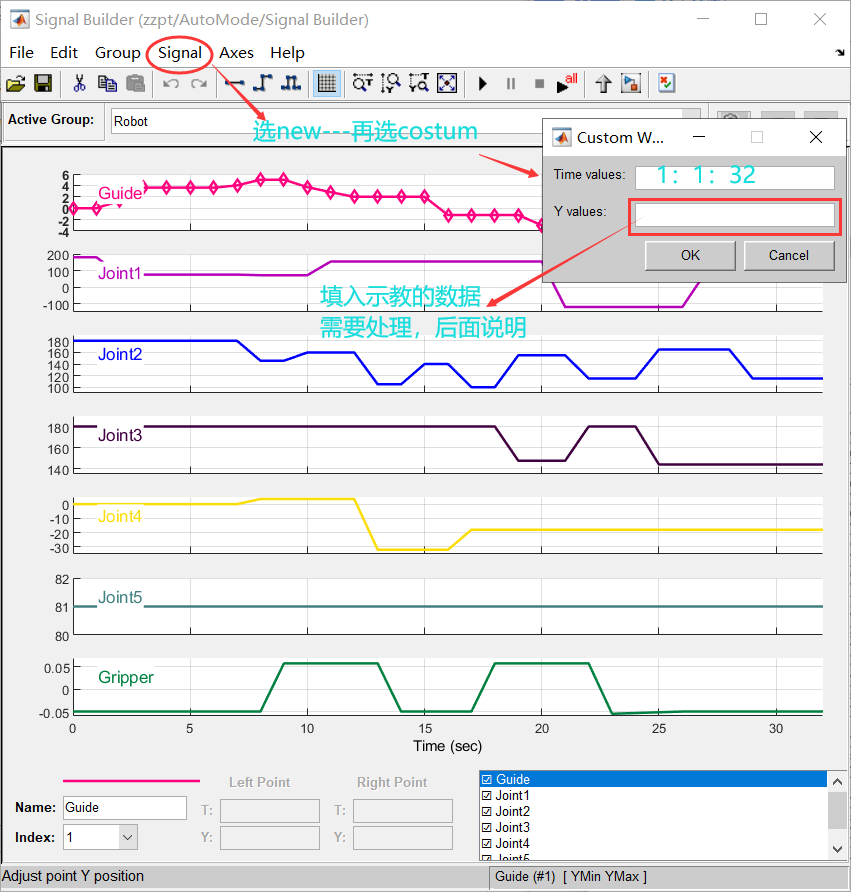 Signal Builder (zzpt/AutoMode/Signal Builder)
File Edit Group Signal Axes Help
all
Active Group: Robot
选new---再选costum
Custom W...
Time values: 1：1：32
Y values:
OK Cancel
填入示教的数据
需要处理，后面说明
6
4
2
0
-2
-4
Guide
200
100
0
-100
Joint1
180
160
140
120
100
Joint2
180
160
140
Joint3
0
-10
-20
-30
Joint4
82
81
80
Joint5
0.05
0
-0.05
Gripper
0 5 10 15 20 25 30
Time (sec)
Left Point Right Point
Name: Guide T: T:
Index: 1 Y: Y:
Guide
Joint1
Joint2
Joint3
Joint4
Joint5
Adjust point Y position
Guide (#1) [ YMin YMax ]